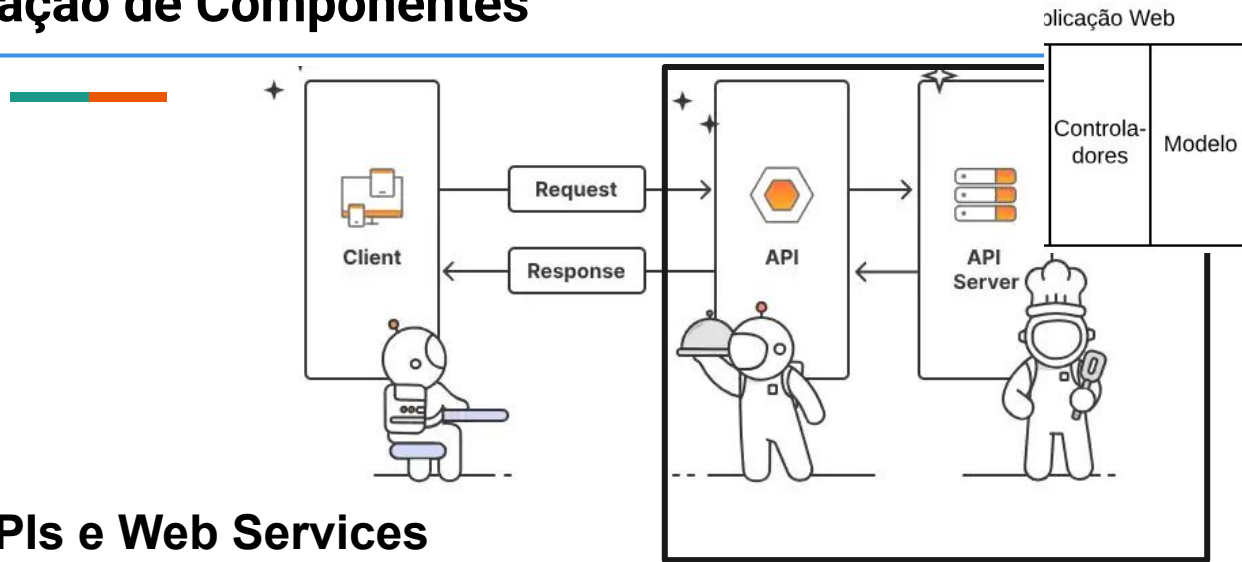 ação de Componentes
plicação Web
Controla-
dores
Modelo
Request
Response
Client
API
API
Server
PIs e Web Services